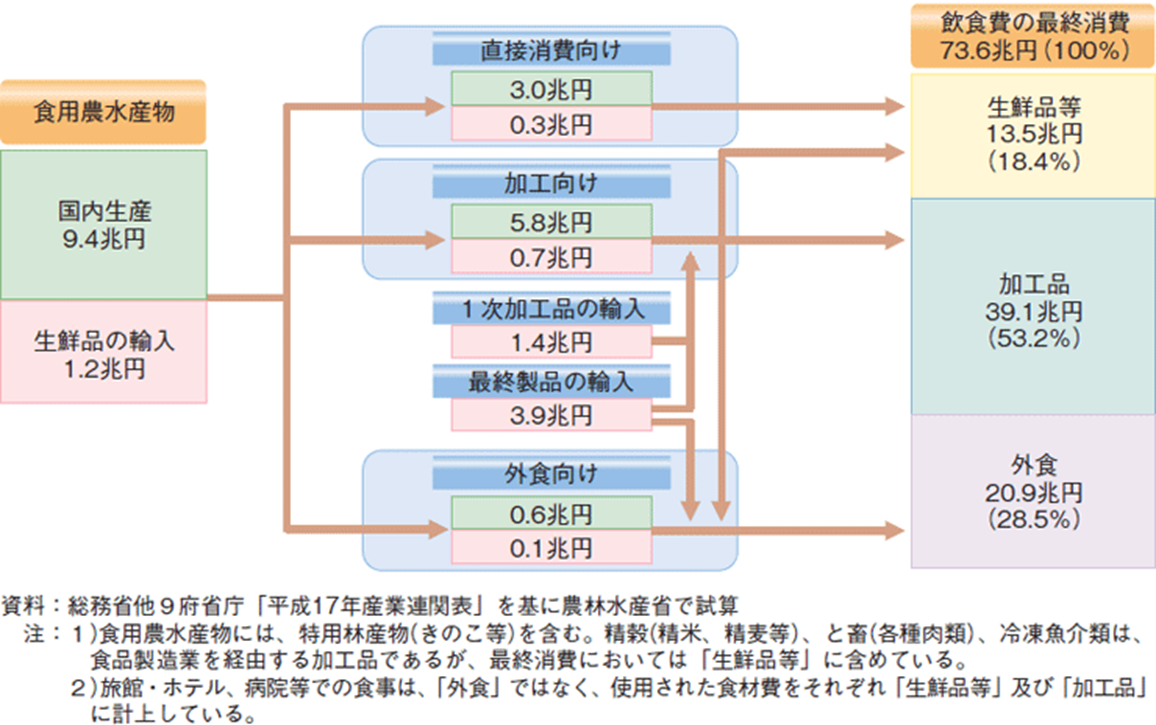 食用農水産物
国内生産
9.4兆円
生鮮品の輸入
1.2兆円
直接消費向け
3.0兆円
0.3兆円
加工向け
5.8兆円
0.7兆円
1次加工品の輸入
1.4兆円
最終製品の輸入
3.9兆円
外食向け
0.6兆円
0.1兆円
飲食費の最終消費
73.6兆円(100%)
生鮮品等
13.5兆円
(18.4%)
加工品
39.1兆円
(53.2%)
外食
20.9兆円
(28.5%)
資料：総務省他9府省庁「平成17年産業連関表」を基に農林水産省で試算
注：1)食用農水産物には、特用林産物(きのこ等)を含む。精穀(精米、精麦等)、と畜(各種肉類)、冷凍魚介類は、
食品製造業を経由する加工品であるが、最終消費においては「生鮮品等」に含めている。
2)旅館・ホテル、病院等での食事は、「外食」ではなく、使用された食材費をそれぞれ「生鮮品等」及び「加工品」
に計上している。